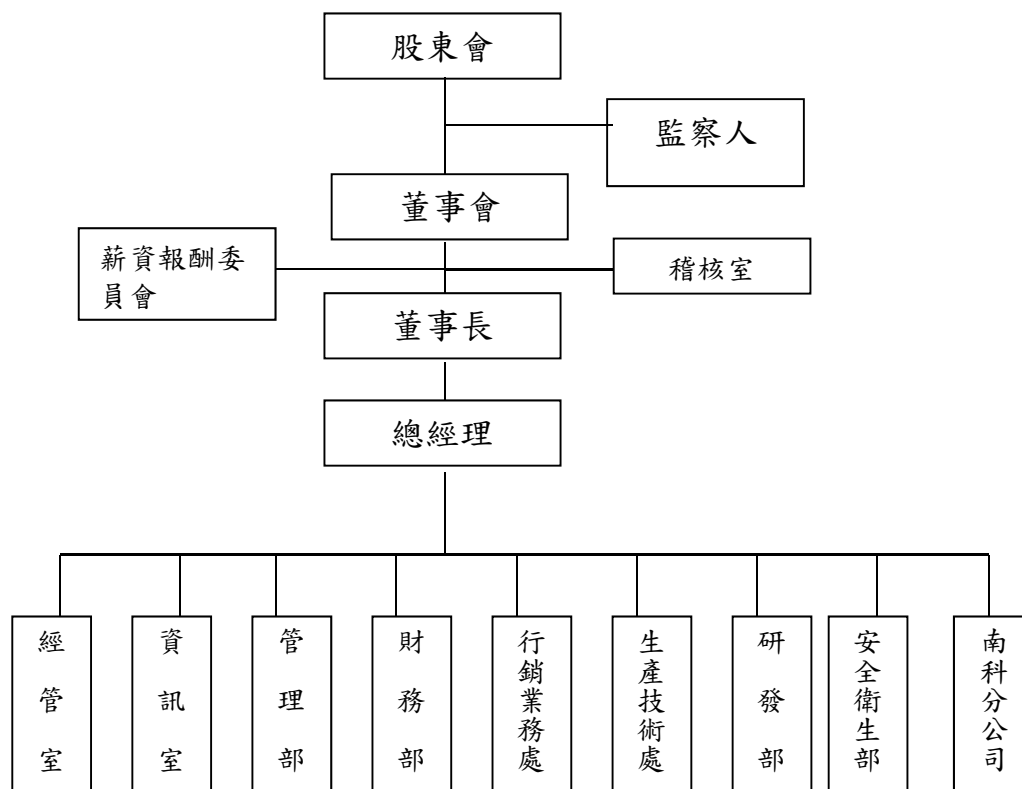 股東會
監察人
董事會
薪資報酬委
員會
稽核室
董事長
總經理
經管室
資訊室
管理部
財務部
行銷業務處
生產技術處
研發部
安全衛生部
南科分公司